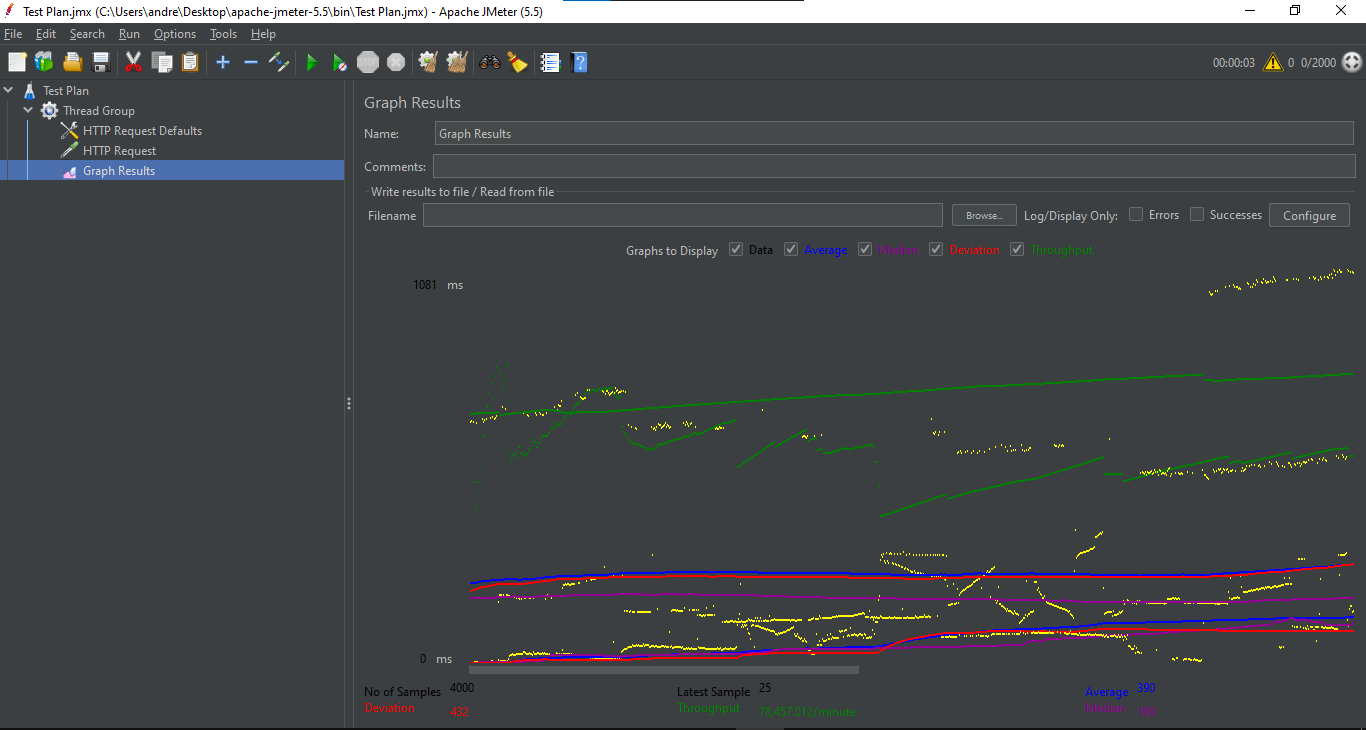 Test Plan.jmx (C:\Users\andre\Desktop\apache-jmeter-5.5\bin\Test Plan.jmx) - Apache JMeter (5.5)
File Edit Search Run Options Tools Help
STOP 00:00:03 0 0/2000
Test Plan
Thread Group
HTTP Request Defaults
HTTP Request
Graph Results
Graph Results
Name: Graph Results
Comments:
Write results to file / Read from file
Filename Browse... Log/Display Only: Errors Successes Configure
Graphs to Display Data Average Median Deviation Throughput
1081 ms
0 ms
No of Samples 4000 Latest Sample 25 Average 390
Deviation 432 Throughput 78,457.012/minute Median